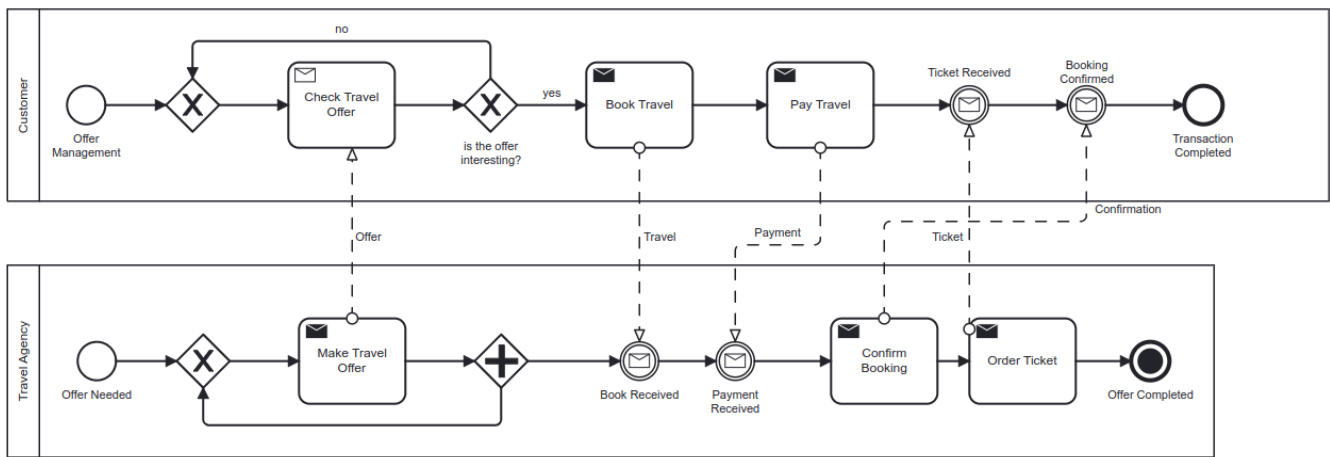 Customer
no
Offer
Management
Check Travel
Offer
is the offer
interesting?
yes
Book Travel
Pay Travel
Ticket Received
Booking
Confirmed
Transaction
Completed
Offer
Travel
Payment
Ticket
Confirmation
Travel Agency
Offer Needed
Make Travel
Offer
Book Received
Payment
Received
Confirm
Booking
Order Ticket
Offer Completed